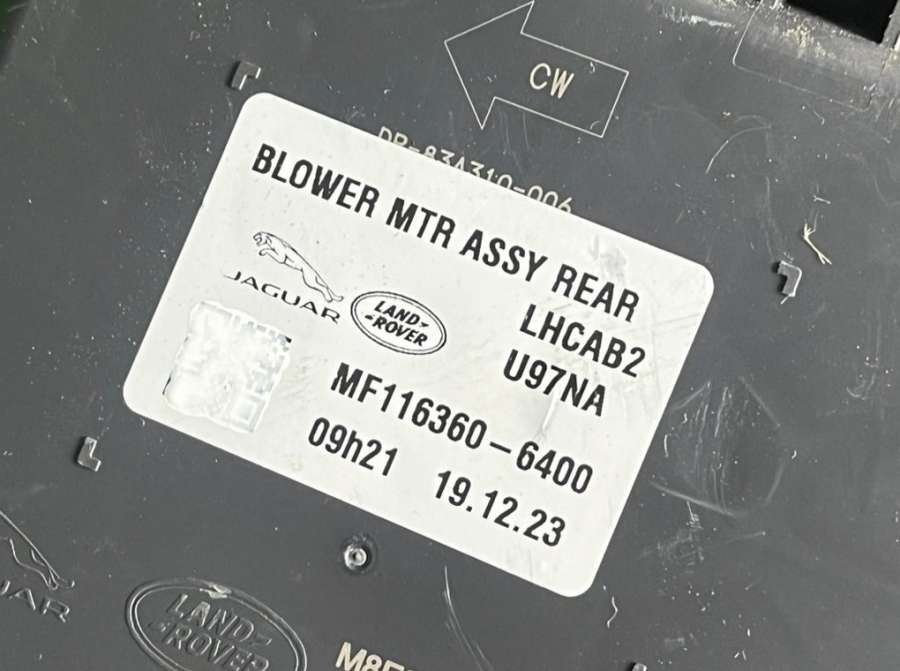 CW
BLOWER MTR ASSY REAR
JAGUAR
LAND-
-ROVER
LHCAB2
U97NA
MF116360-6400
09h21 19.12.23
LAND-
-ROVER